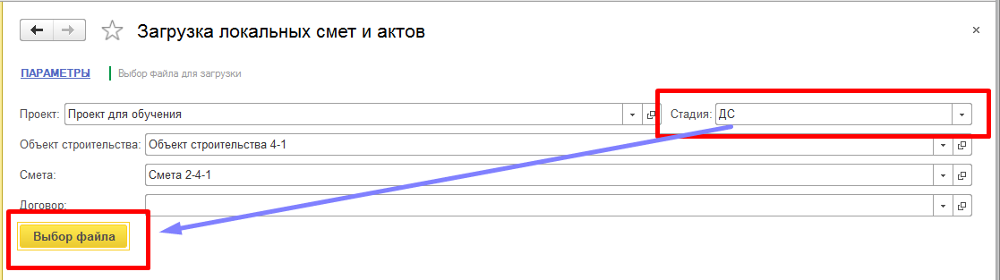 Загрузка локальных смет и актов
ПАРАМЕТРЫ Выбор файла для загрузки
Проект: Проект для обучения Стадия: ДС
Объект строительства: Объект строительства 4-1
Смета: Смета 2-4-1
Договор:
Выбор файла